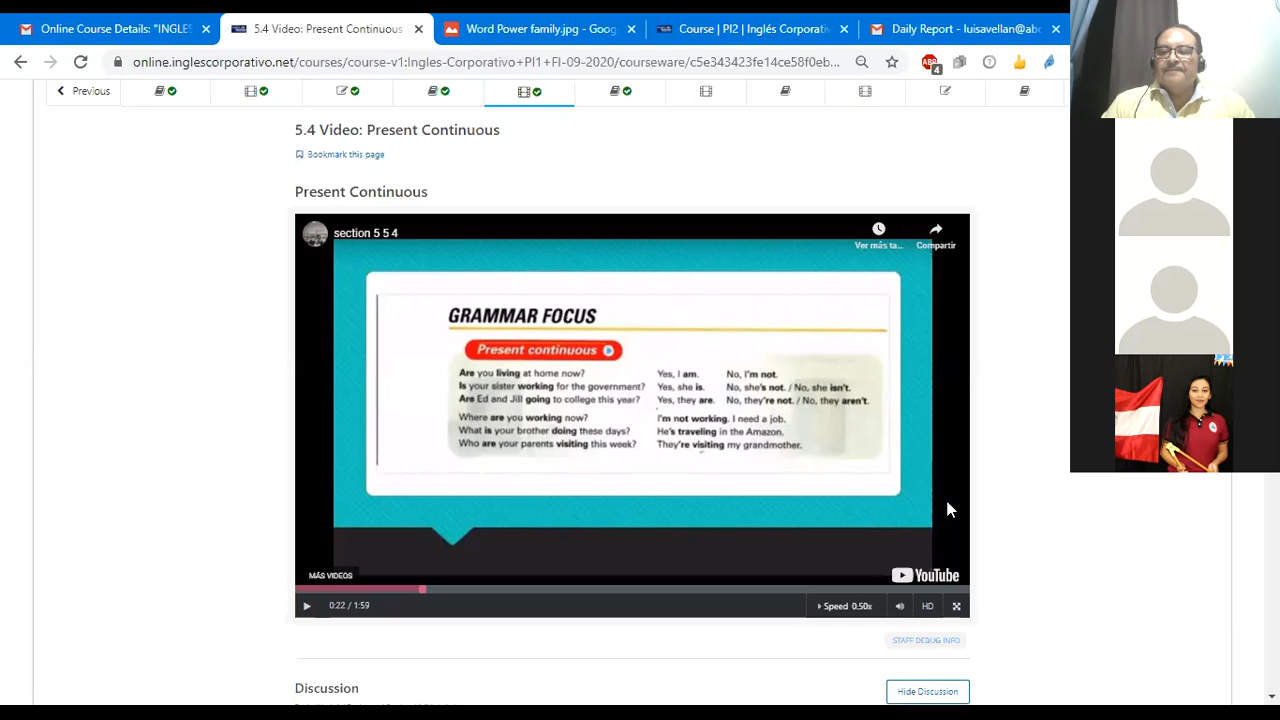 Online Course Details: "INGLES
5.4 Video: Present Continuous
Word Power family.jpg - Goog
Course | PI2 | Inglés Corporativ
Daily Report - luisavellan@abc
online.inglescorporativo.net/courses/course-v1:Ingles-Corporativo+PI1+FI-09-2020/courseware/c5e343423fe14ce58f0eb...
ABP
4
Previous
5.4 Video: Present Continuous
Bookmark this page
Present Continuous
section 5 5 4
Ver más ta...
Compartir
GRAMMAR FOCUS
Present continuous
Are you living at home now? Yes, I am. No, I'm not.
Is your sister working for the government? Yes, she is. No, she's not. / No, she isn't.
Are Ed and Jill going to college this year? Yes, they are. No, they're not. / No, they aren't.
Where are you working now? I'm not working. I need a job.
What is your brother doing these days? He's traveling in the Amazon.
Who are your parents visiting this week? They're visiting my grandmother.
MÁS VIDEOS
YouTube
0:22 / 1:59
Speed 0.50x
HD
STAFF DEBUG INFO
Discussion
Hide Discussion